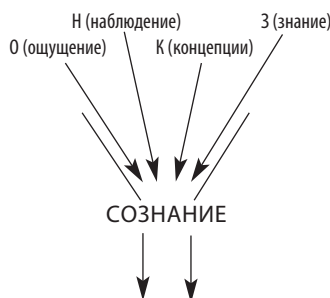 Н (наблюдение) З (знание)
О (ощущение) К (концепции)
СОЗНАНИЕ